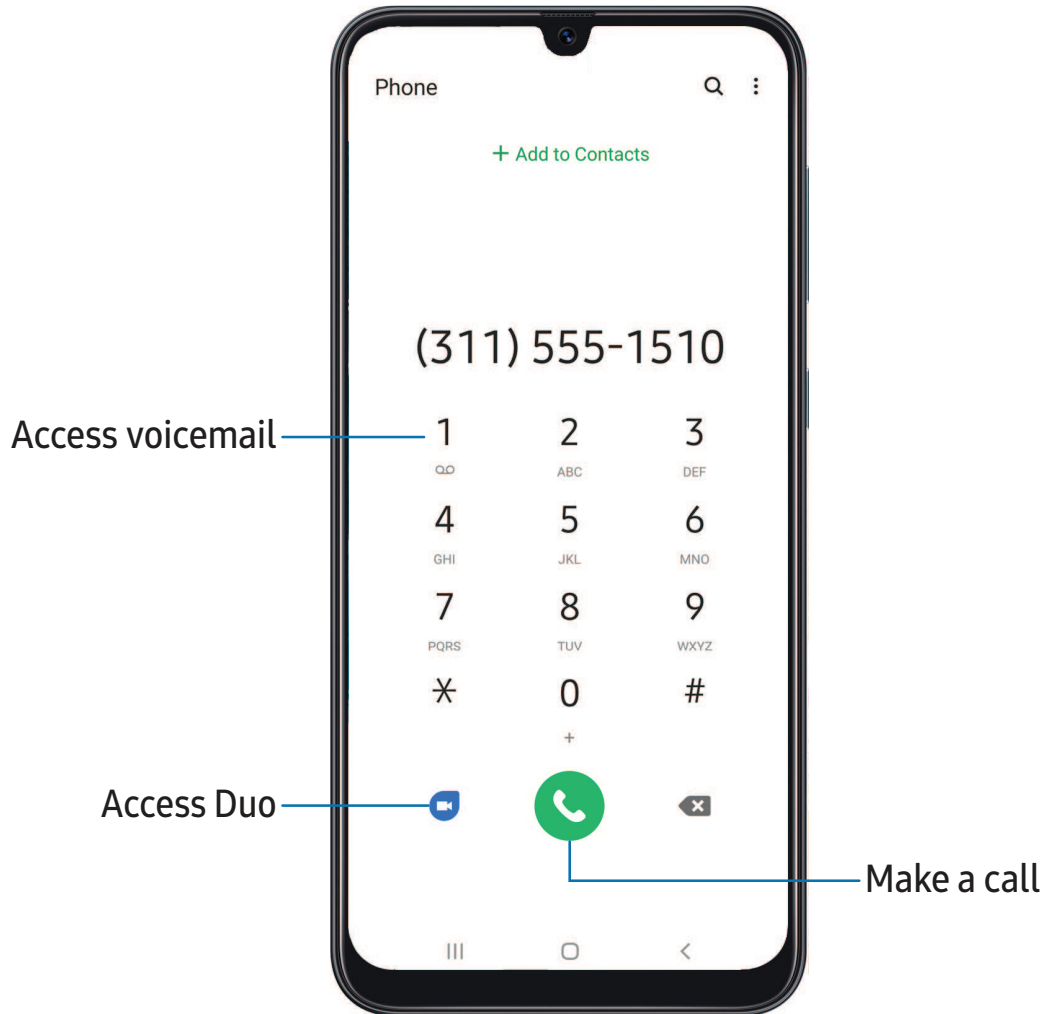 Phone
+ Add to Contacts
(311) 555-1510
Access voicemail
1 2 3
ABC DEF
4 5 6
GHI JKL MNO
7 8 9
PQRS TUV WXYZ
* 0 #
+
Access Duo
Make a call